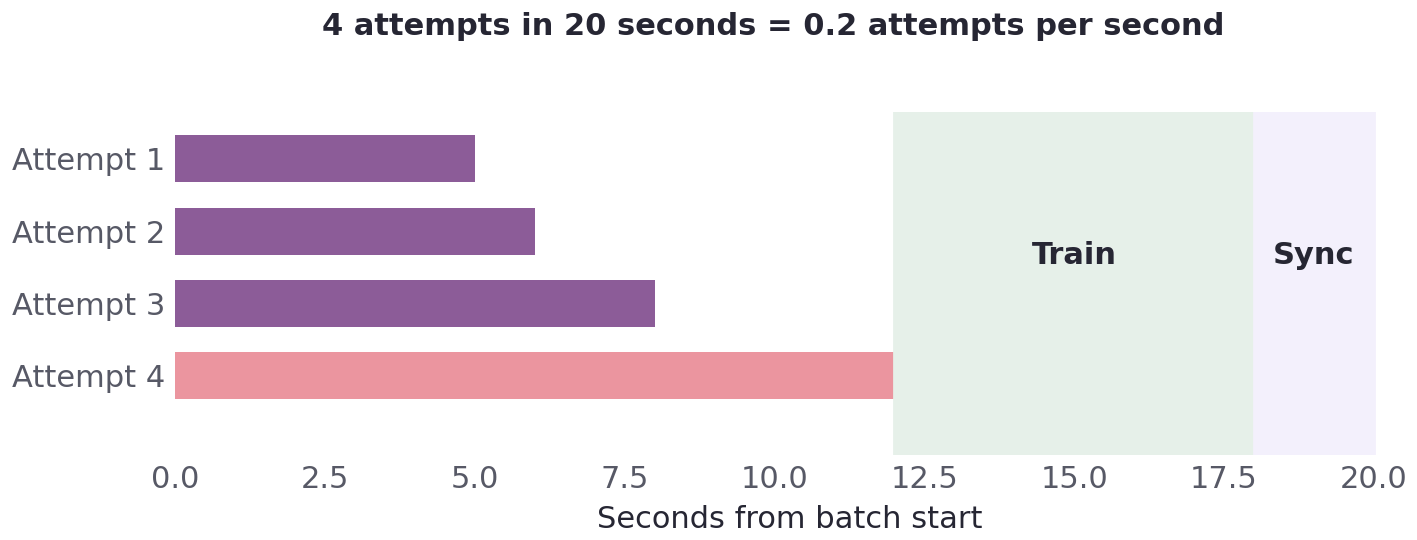 4 attempts in 20 seconds = 0.2 attempts per second
Attempt 1
Attempt 2
Train
Sync
Attempt 3
Attempt 4
0.0 2.5 5.0 7.5 10.0 12.5 15.0 17.5 20.0
Seconds from batch start